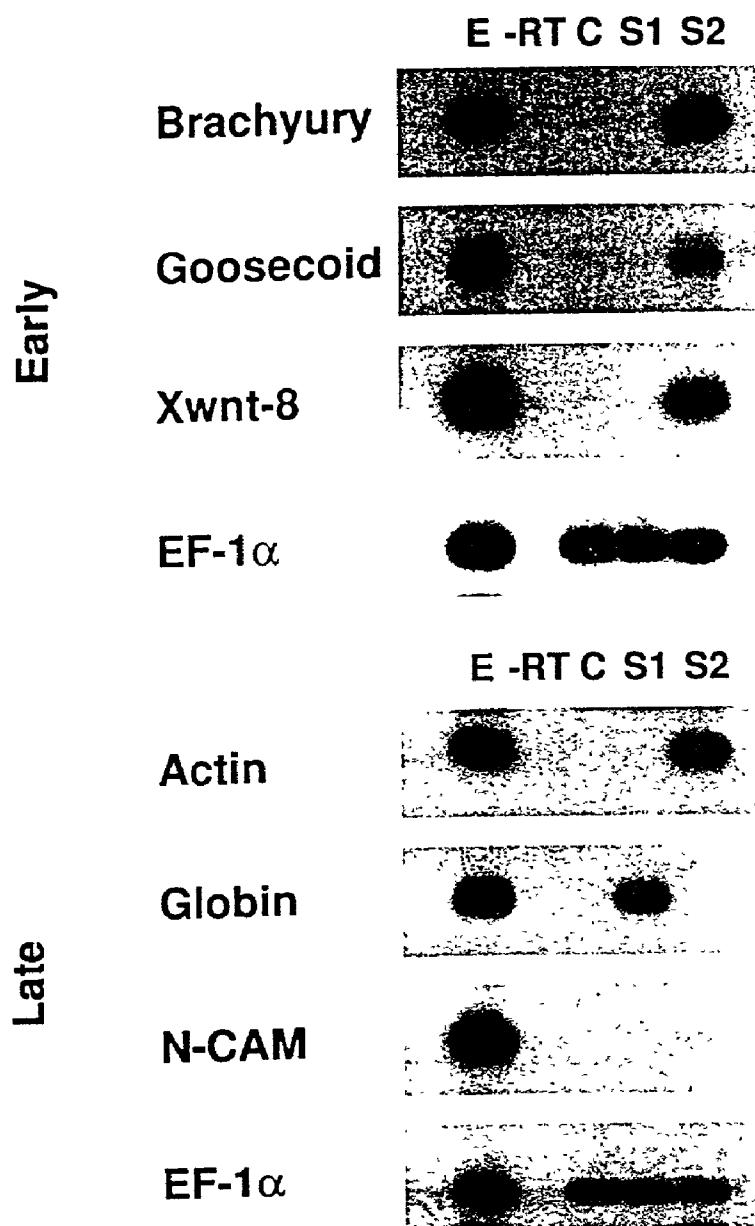 E -RT C S1 S2
Brachyury
Goosecoid
Early
Xwnt-8
EF-1α
E -RT C S1 S2
Actin
Globin
Late
N-CAM
EF-1α